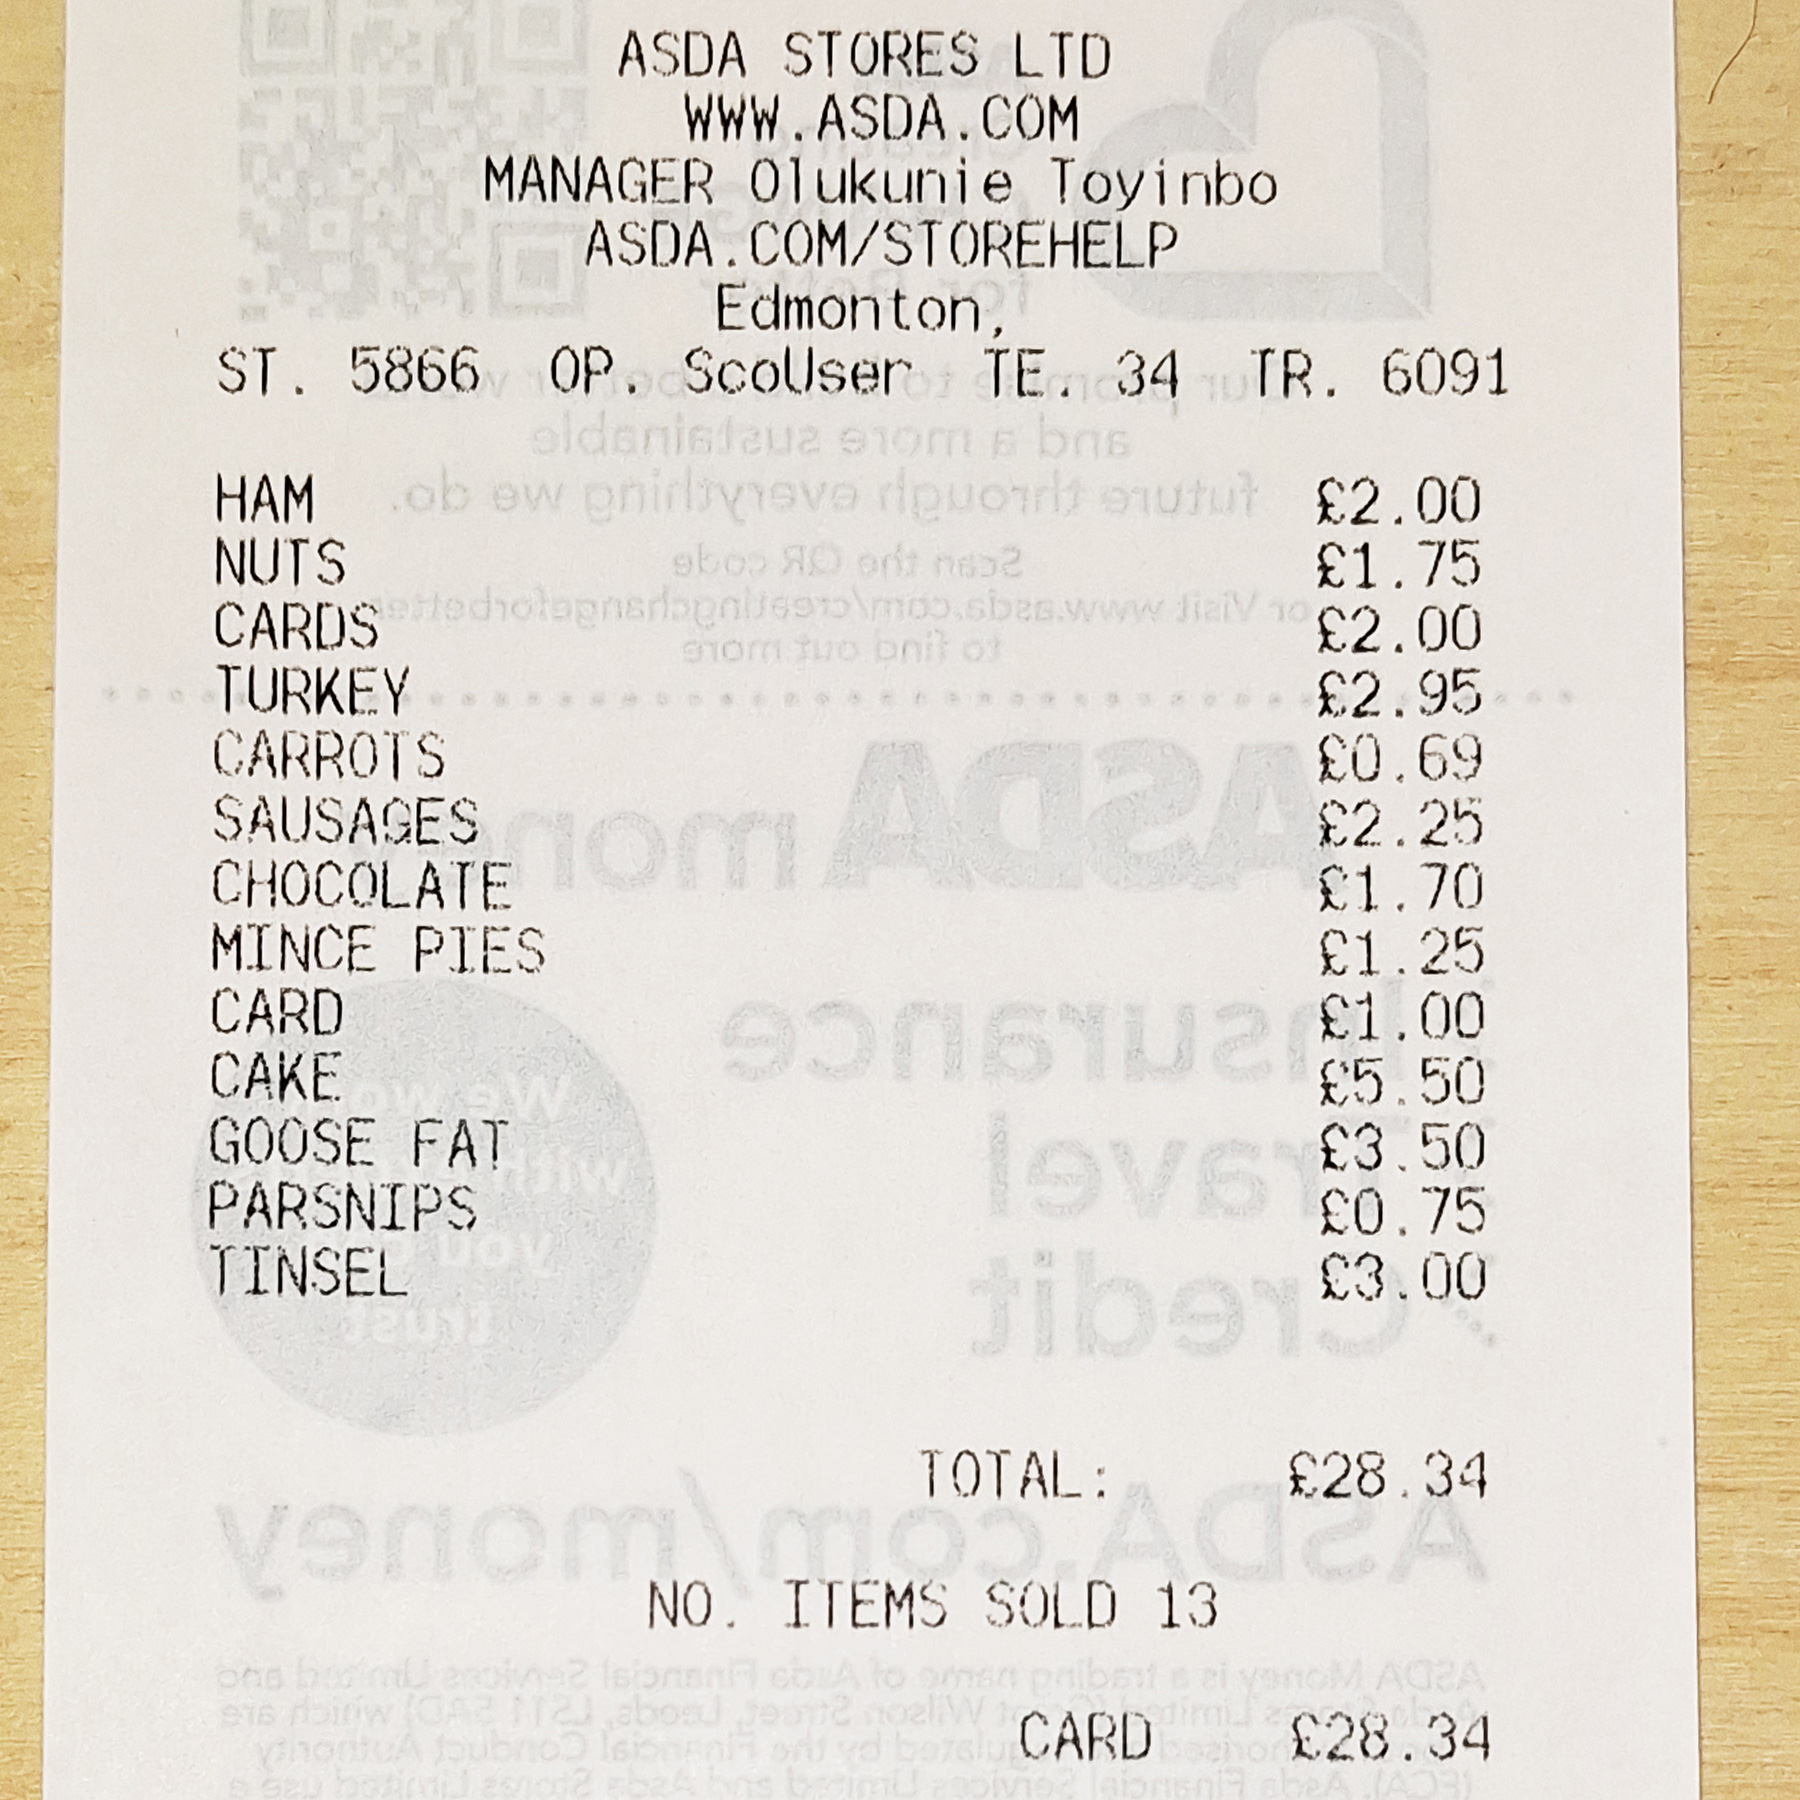 ASDA STORES LTD
WWW.ASDA.COM
MANAGER Olukunie Toyinbo
ASDA.COM/STOREHELP
Edmonton,
ST. 5866 OP. ScoUser TE. 34 TR. 6091
HAM £2.00
NUTS £1.75
CARDS £2.00
TURKEY £2.95
CARROTS £0.69
SAUSAGES £2.25
CHOCOLATE £1.70
MINCE PIES £1.25
CARD £1.00
CAKE £5.50
GOOSE FAT £3.50
PARSNIPS £0.75
TINSEL £3.00
TOTAL: £28.34
NO. ITEMS SOLD 13
CARD £28.34